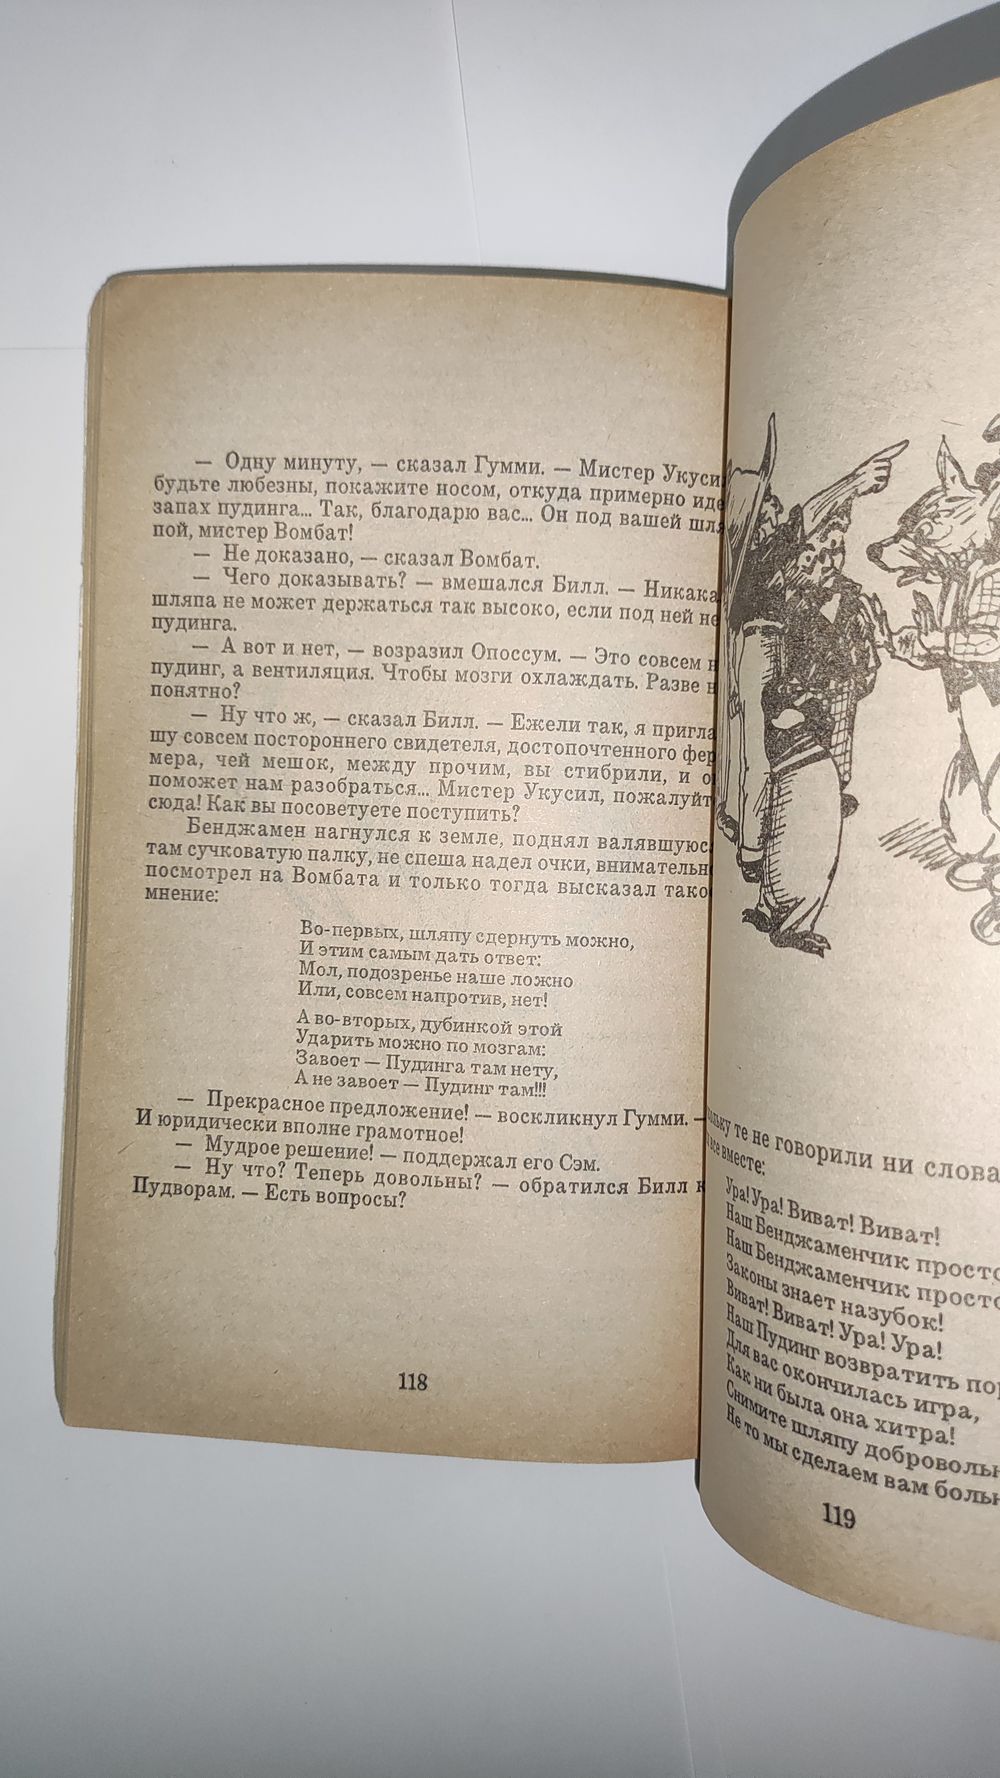 — Одну минуту, — сказал Гумми. — Мистер Укуси
будьте любезны, покажите носом, откуда примерно иде
запах пудинга... Так, благодарю вас... Он под вашей шля
пой, мистер Вомбат!
— Не доказано, — сказал Вомбат.
— Чего доказывать? — вмешался Билл. — Никака
шляпа не может держаться так высоко, если под ней не
пудинга.
— А вот и нет, — возразил Опоссум. — Это совсем н
пудинг, а вентиляция. Чтобы мозги охлаждать. Разве н
понятно?
— Ну что ж, — сказал Билл. — Ежели так, я пригла
шу совсем постороннего свидетеля, достопочтенного фер
мера, чей мешок, между прочим, вы стибрили, и о
поможет нам разобраться... Мистер Укусил, пожалуйт
сюда! Как вы посоветуете поступить?
Бенджамен нагнулся к земле, поднял валявшуюс
там сучковатую палку, не спеша надел очки, внимательн
посмотрел на Вомбата и только тогда высказал тако
мнение:
Во-первых, шляпу сдернуть можно,
И этим самым дать ответ:
Мол, подозренье наше ложно
Или, совсем напротив, нет!
А во-вторых, дубинкой этой
Ударить можно по мозгам:
Завоет — Пудинга там нету,
А не завоет — Пудинг там!!!
— Прекрасное предложение! — воскликнул Гумми. —
И юридически вполне грамотное!
— Мудрое решение! — поддержал его Сэм.
— Ну что? Теперь довольны? — обратился Билл к
Пудворам. — Есть вопросы?
118
льку те не говорили ни слова
все вместе:
Ура! Ура! Виват! Виват!
Наш Бенджаменчик просто
Наш Бенджаменчик просто
Законы знает назубок!
Виват! Виват! Ура! Ура!
Наш Пудинг возвратить пор
Для вас окончилась игра,
Как ни была она хитра!
Снимите шляпу добровольн
Не то мы сделаем вам больн
119